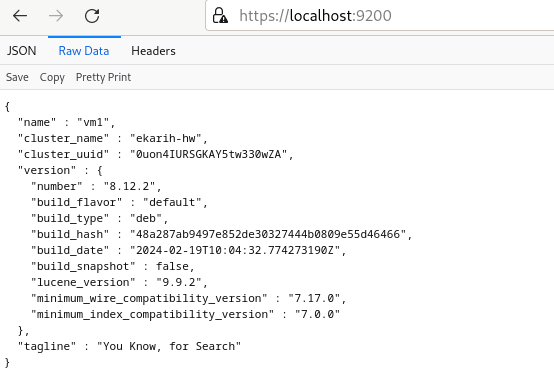 https://localhost:9200
JSON Raw Data Headers
Save Copy Pretty Print
{
  "name" : "vm1",
  "cluster_name" : "ekarih-hw",
  "cluster_uuid" : "0uon4IURSGKAY5tw330wZA",
  "version" : {
    "number" : "8.12.2",
    "build_flavor" : "default",
    "build_type" : "deb",
    "build_hash" : "48a287ab9497e852de30327444b0809e55d46466",
    "build_date" : "2024-02-19T10:04:32.774273190Z",
    "build_snapshot" : false,
    "lucene_version" : "9.9.2",
    "minimum_wire_compatibility_version" : "7.17.0",
    "minimum_index_compatibility_version" : "7.0.0"
  },
  "tagline" : "You Know, for Search"
}